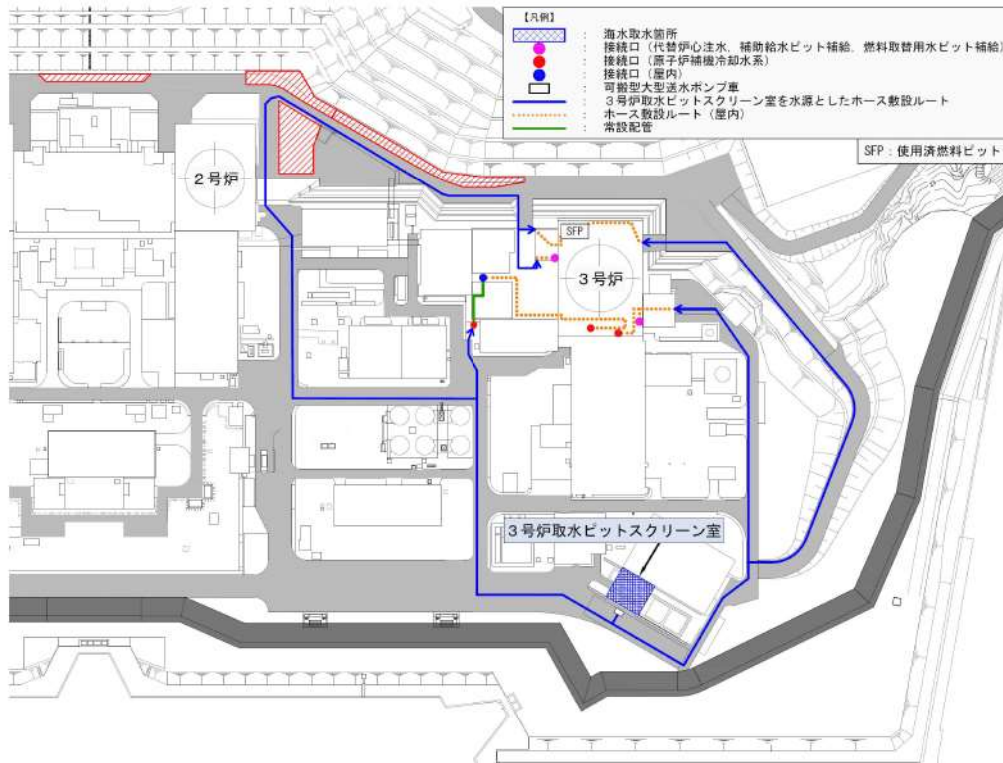 【凡例】
： 海水取水箇所
： 接続口（代替炉心注水，補助給水ピット補給，燃料取替用水ピット補給）
： 接続口（原子炉補機冷却水系）
： 接続口（屋内）
： 可搬型大型送水ポンプ車
： ３号炉取水ピットスクリーン室を水源としたホース敷設ルート
： ホース敷設ルート（屋内）
： 常設配管
SFP：使用済燃料ピット
２号炉
SFP
３号炉
３号炉取水ピットスクリーン室